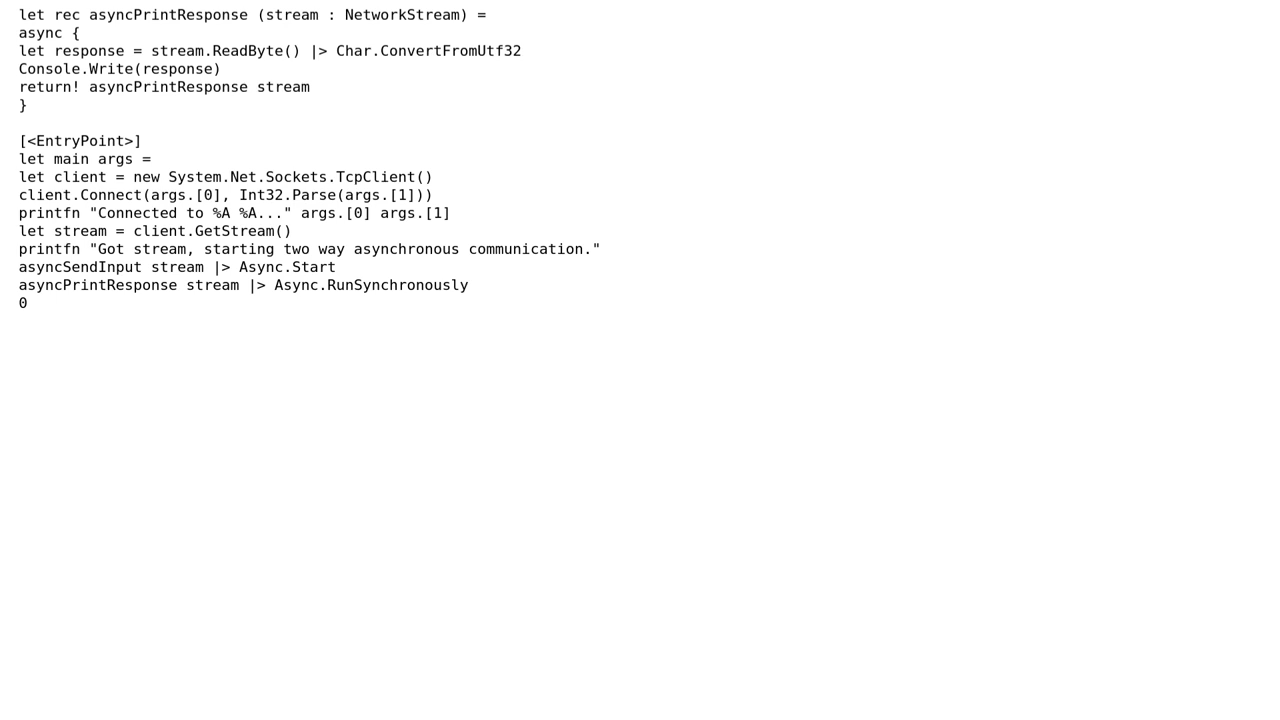 let rec asyncPrintResponse (stream : NetworkStream) =
async {
let response = stream.ReadByte() |> Char.ConvertFromUtf32
Console.Write(response)
return! asyncPrintResponse stream
}

[<EntryPoint>]
let main args =
let client = new System.Net.Sockets.TcpClient()
client.Connect(args.[0], Int32.Parse(args.[1]))
printfn "Connected to %A %A..." args.[0] args.[1]
let stream = client.GetStream()
printfn "Got stream, starting two way asynchronous communication."
asyncSendInput stream |> Async.Start
asyncPrintResponse stream |> Async.RunSynchronously
0